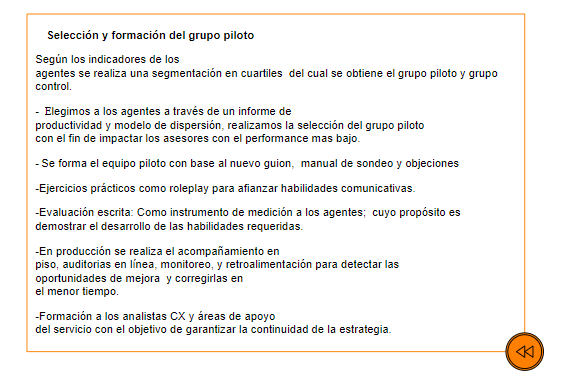 Selección y formación del grupo piloto
Según los indicadores de los
agentes se realiza una segmentación en cuartiles  del cual se obtiene el grupo piloto y grupo
control.
-  Elegimos a los agentes a través de un informe de
productividad y modelo de dispersión, realizamos la selección del grupo piloto
con el fin de impactar los asesores con el performance mas bajo.
- Se forma el equipo piloto con base al nuevo guion,  manual de sondeo y objeciones
-Ejercicios prácticos como roleplay para afianzar habilidades comunicativas.
-Evaluación escrita: Como instrumento de medición a los agentes;  cuyo propósito es
demostrar el desarrollo de las habilidades requeridas.
-En producción se realiza el acompañamiento en
piso, auditorias en línea, monitoreo, y retroalimentación para detectar las
oportunidades de mejora  y corregirlas en
el menor tiempo.
-Formación a los analistas CX y áreas de apoyo
del servicio con el objetivo de garantizar la continuidad de la estrategia.